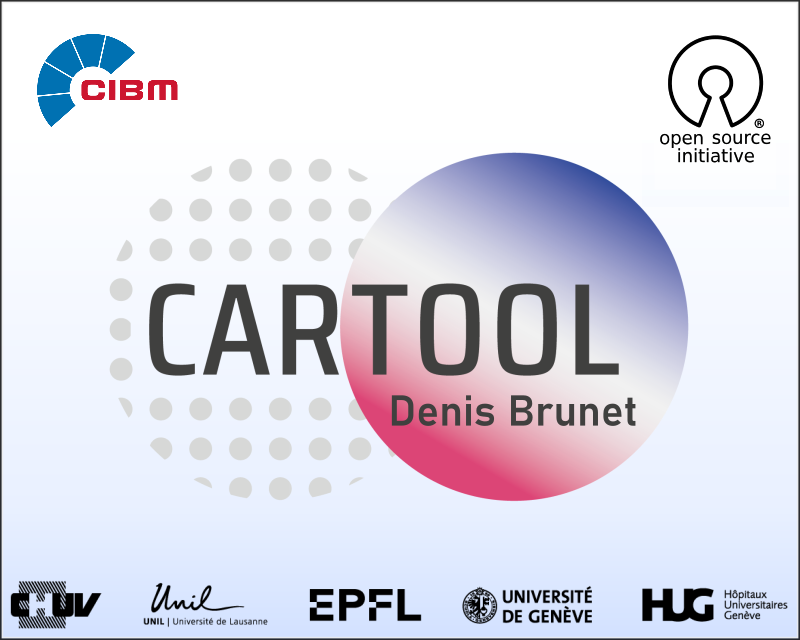 CIBM
®
open source
initiative
CARTOOL
Denis Brunet
CHUV
Unil
UNIL | Université de Lausanne
EPFL
UNIVERSITÉ
DE GENÈVE
HUG
Hôpitaux
Universitaires
Genève